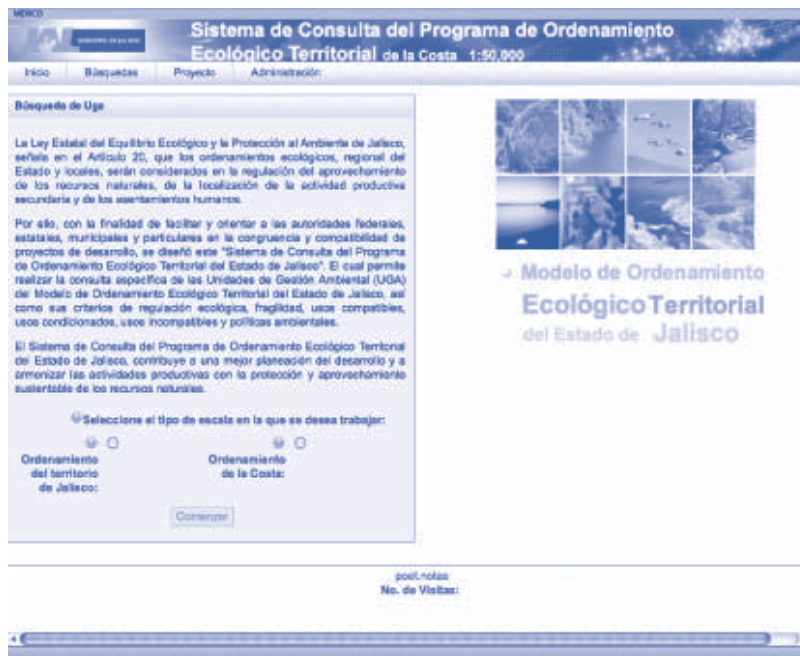 MÉXICO
GOBIERNO DE JALISCO
Sistema de Consulta del Programa de Ordenamiento
Ecológico Territorial de la Costa 1:50,000
Inicio Búsquedas Proyecto Administración
Búsqueda de Uga
La Ley Estatal del Equilibrio Ecológico y la Protección al Ambiente de Jalisco,
señala en el Artículo 20, que los ordenamientos ecológicos, regional del
Estado y locales, serán considerados en la regulación del aprovechamiento
de los recursos naturales, de la localización de la actividad productiva
secundaria y de los asentamientos humanos.
Por ello, con la finalidad de facilitar y orientar a las autoridades federales,
estatales, municipales y particulares en la congruencia y compatibilidad de
proyectos de desarrollo, se diseñó este "Sistema de Consulta del Programa
de Ordenamiento Ecológico Territorial del Estado de Jalisco". El cual permite
realizar la consulta específica de las Unidades de Gestión Ambiental (UGA)
del Modelo de Ordenamiento Ecológico Territorial del Estado de Jalisco, así
como sus criterios de regulación ecológica, fragilidad, usos compatibles,
usos condicionados, usos incompatibles y políticas ambientales.
El Sistema de Consulta del Programa de Ordenamiento Ecológico Territorial
del Estado de Jalisco, contribuye a una mejor planeación del desarrollo y a
armonizar las actividades productivas con la protección y aprovechamiento
sustentable de los recursos naturales.
Seleccione el tipo de escala en la que se desea trabajar:
Ordenamiento
del territorio
de Jalisco:
Ordenamiento
de la Costa:
Comenzar
Modelo de Ordenamiento
Ecológico Territorial
del Estado de Jalisco
poet.notas
No. de Visitas: